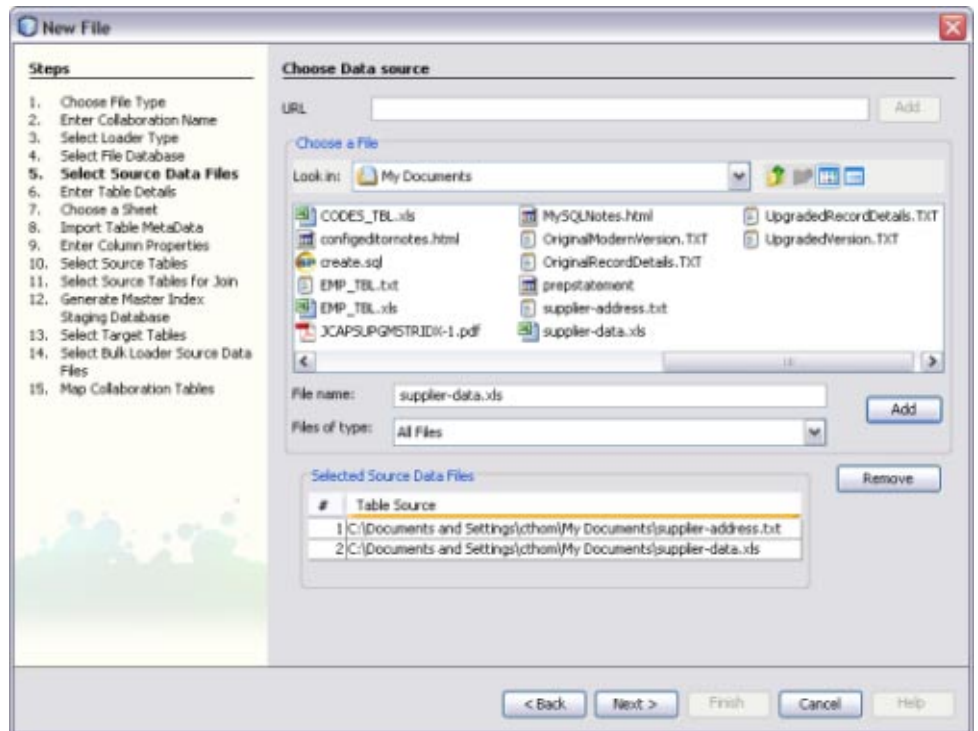 New File
Steps
1. Choose File Type
2. Enter Collaboration Name
3. Select Loader Type
4. Select File Database
5. Select Source Data Files
6. Enter Table Details
7. Choose a Sheet
8. Import Table MetaData
9. Enter Column Properties
10. Select Source Tables
11. Select Source Tables for Join
12. Generate Master Index
Staging Database
13. Select Target Tables
14. Select Bulk Loader Source Data
Files
15. Map Collaboration Tables
Choose Data source
URL
Add
Choose a File
Look in: My Documents
CODES_TBL.xls
configeditornotes.html
create.sql
EMP_TBL.txt
EMP_TBL.xls
JCAPSUPGMSTRIDX-1.pdf
MySQLNotes.html
OriginalModernVersion.TXT
OriginalRecordDetails.TXT
prepstatement
supplier-address.txt
supplier-data.xls
UpgradedRecordDetails.TXT
UpgradedVersion.TXT
File name: supplier-data.xls
Add
Files of type: All Files
Selected Source Data Files
Remove
# Table Source
1 C:\Documents and Settings\cthom\My Documents\supplier-address.txt
2 C:\Documents and Settings\cthom\My Documents\supplier-data.xls
< Back Next > Finish Cancel Help